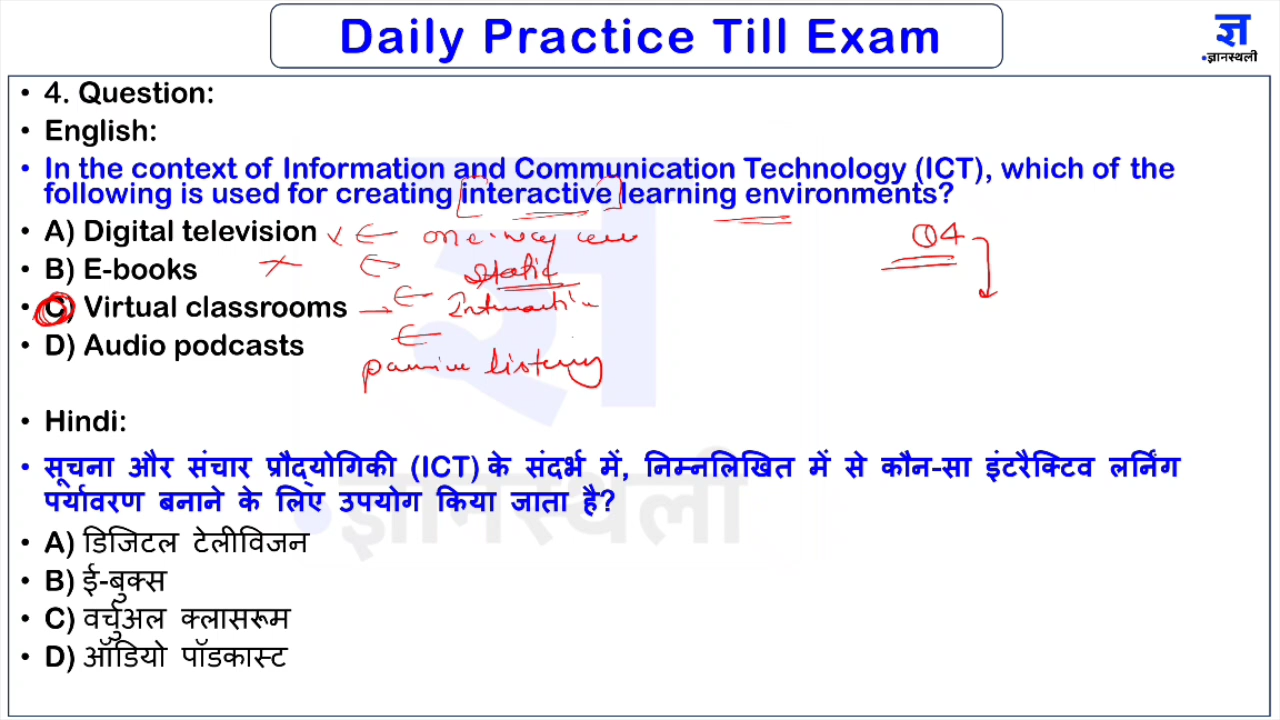 Daily Practice Till Exam
ज्ञ
ज्ञानस्थली
• 4. Question:
• English:
• In the context of Information and Communication Technology (ICT), which of the
following is used for creating interactive learning environments?
• A) Digital television × ← one-way
• B) E-books × static
• C) Virtual classrooms → ←
• D) Audio podcasts ←
listening
Q4
• Hindi:
• सूचना और संचार प्रौद्योगिकी (ICT) के संदर्भ में, निम्नलिखित में से कौन-सा इंटरैक्टिव लर्निंग
पर्यावरण बनाने के लिए उपयोग किया जाता है?
• A) डिजिटल टेलीविजन
• B) ई-बुक्स
• C) वर्चुअल क्लासरूम
• D) ऑडियो पॉडकास्ट
ज्ञ
ज्ञानस्थली